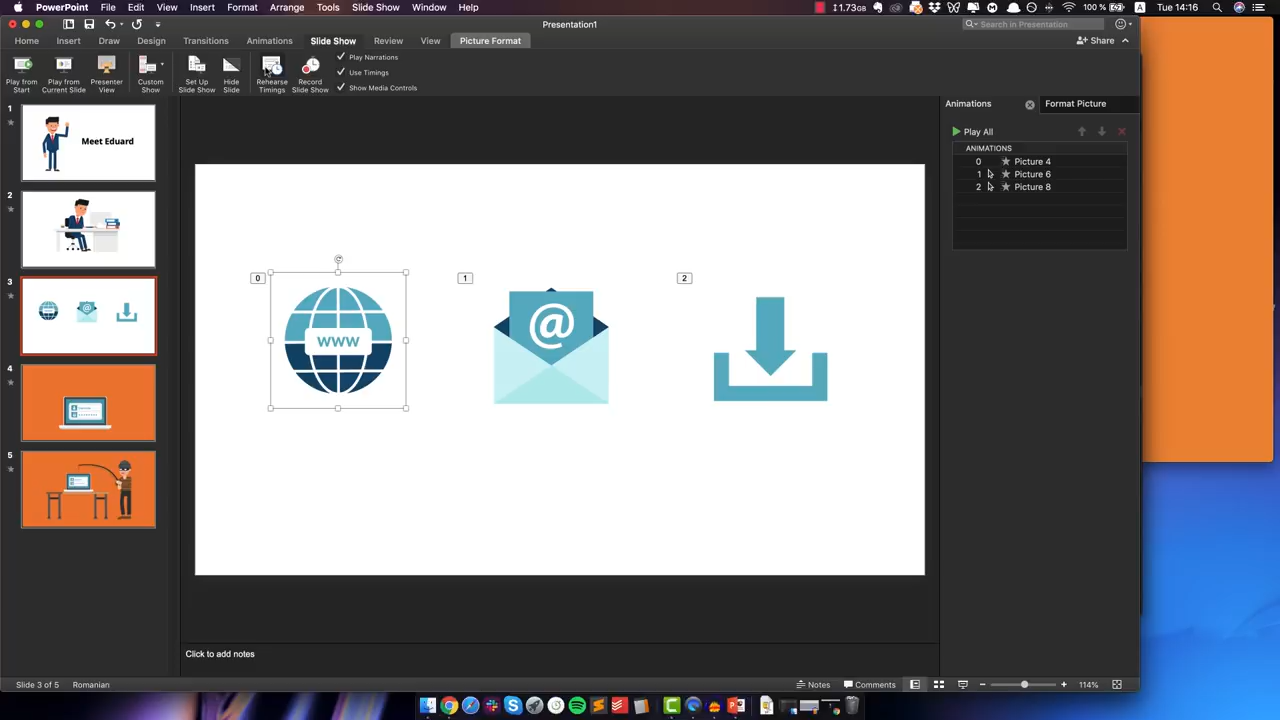 PowerPoint File Edit View Insert Format Arrange Tools Slide Show Window Help
1.73GB 100 % Tue 14:16
Presentation1
Search in Presentation
Home Insert Draw Design Transitions Animations Slide Show Review View Picture Format
Share
Play from Start
Play from Current Slide
Presenter View
Custom Show
Set Up Slide Show
Hide Slide
Rehearse Timings
Record Slide Show
Play Narrations
Use Timings
Show Media Controls
1
Meet Eduard
2
3
4
5
0
www
1
@
2
Animations
Format Picture
Play All
ANIMATIONS
0 Picture 4
1 Picture 6
2 Picture 8
Click to add notes
Slide 3 of 5 Romanian
Notes Comments 114%